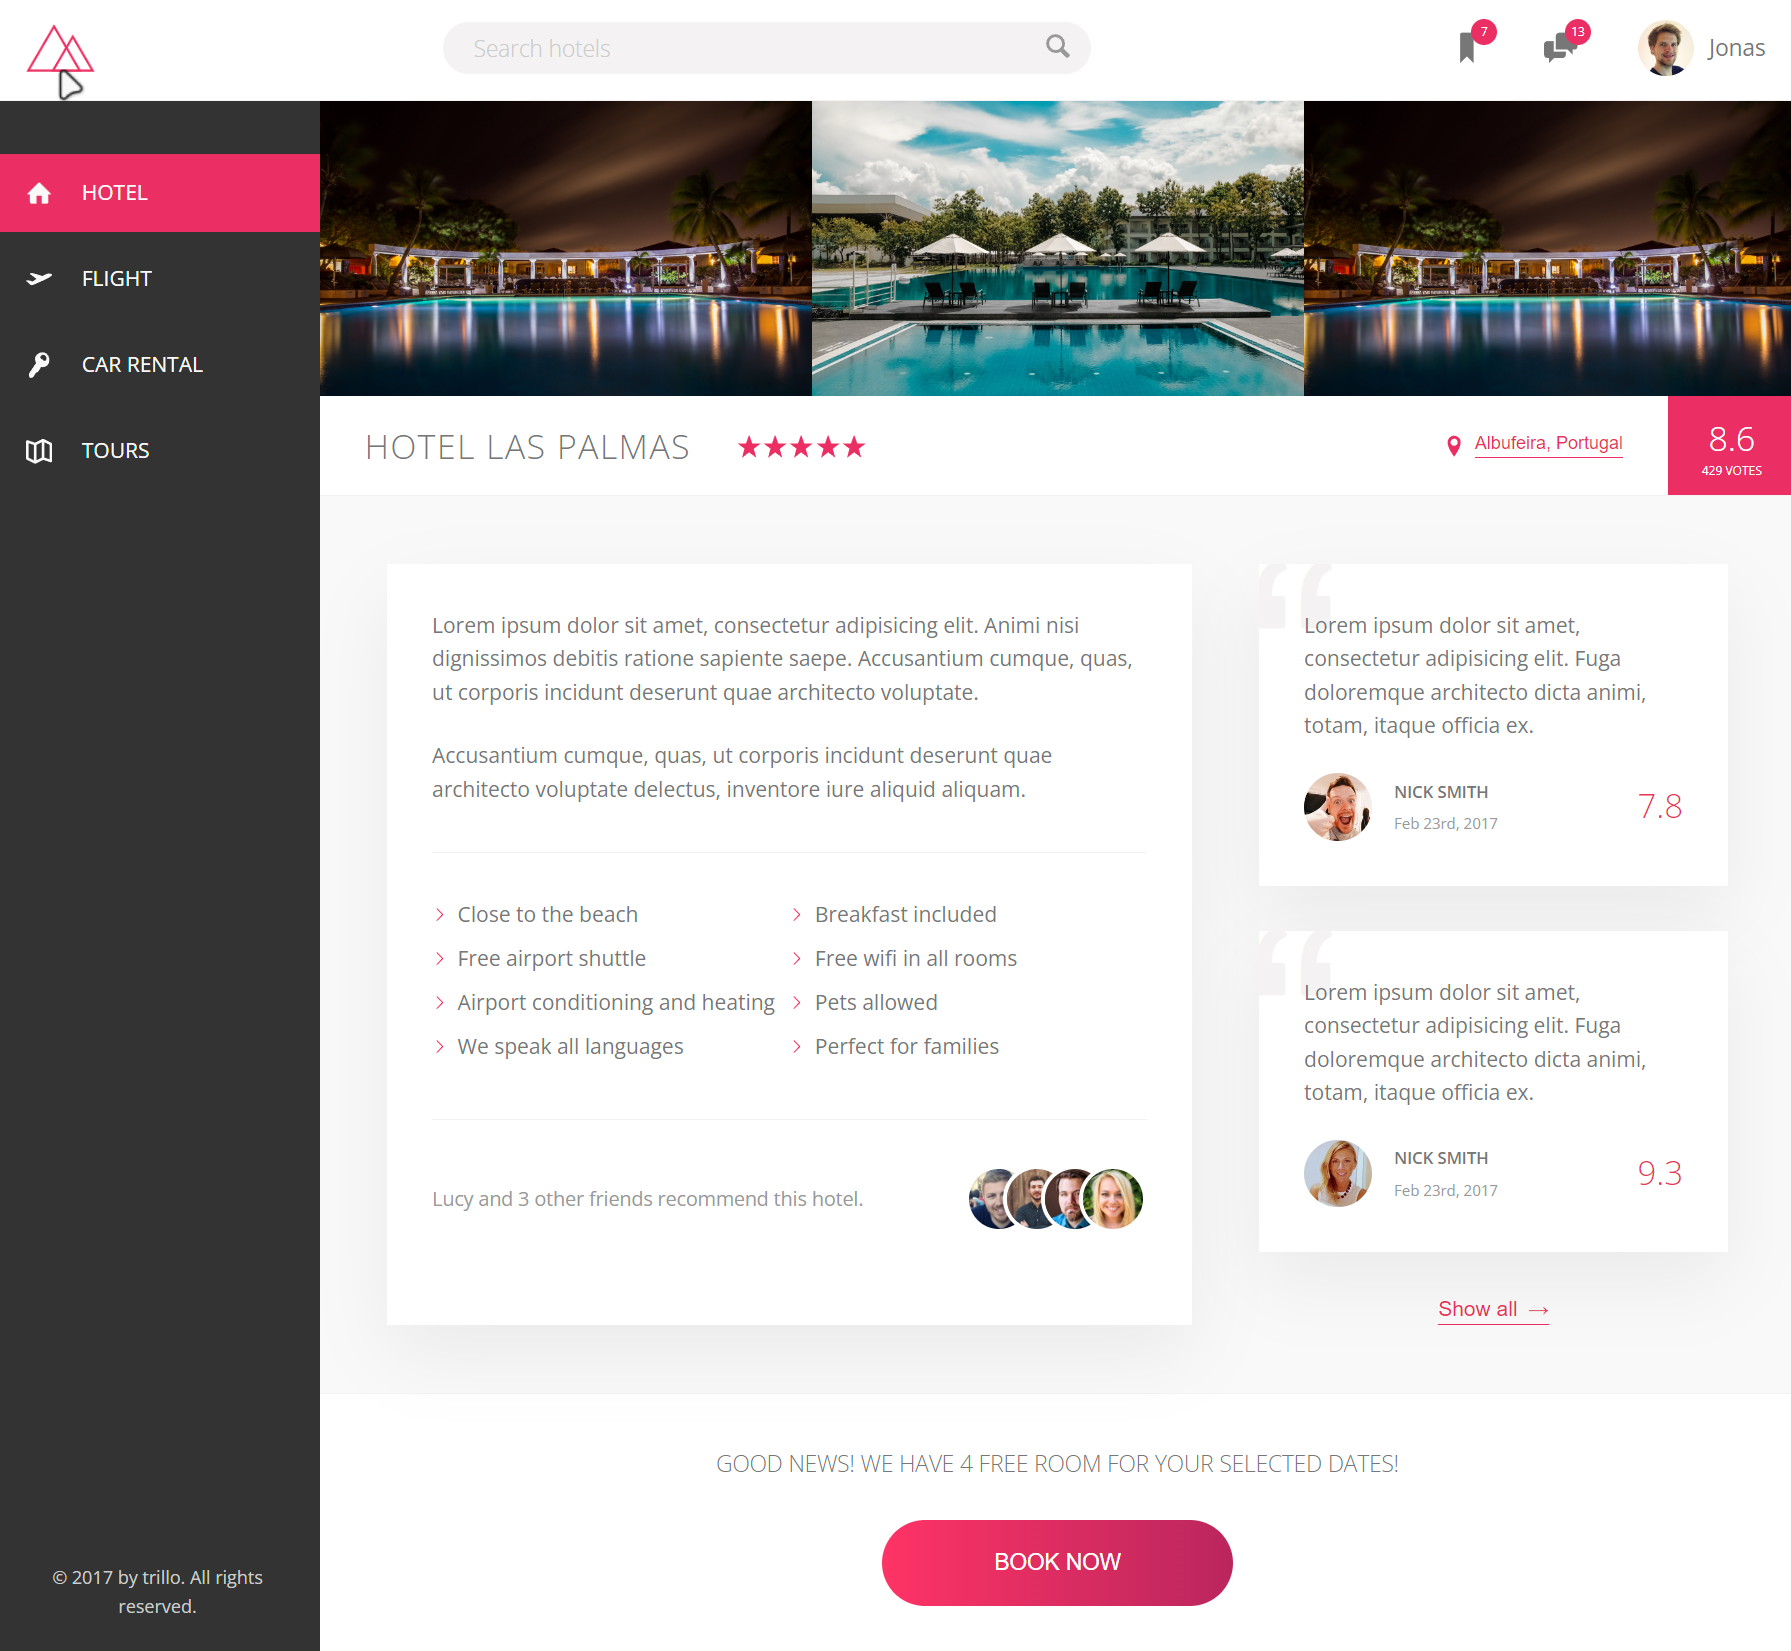 Search hotels
7
13
Jonas
HOTEL
FLIGHT
CAR RENTAL
TOURS
© 2017 by trillo. All rights
reserved.
HOTEL LAS PALMAS
Albufeira, Portugal
8.6
429 VOTES
Lorem ipsum dolor sit amet, consectetur adipisicing elit. Animi nisi
dignissimos debitis ratione sapiente saepe. Accusantium cumque, quas,
ut corporis incidunt deserunt quae architecto voluptate.
Accusantium cumque, quas, ut corporis incidunt deserunt quae
architecto voluptate delectus, inventore iure aliquid aliquam.
Close to the beach
Free airport shuttle
Airport conditioning and heating
We speak all languages
Breakfast included
Free wifi in all rooms
Pets allowed
Perfect for families
Lucy and 3 other friends recommend this hotel.
“
Lorem ipsum dolor sit amet,
consectetur adipisicing elit. Fuga
doloremque architecto dicta animi,
totam, itaque officia ex.
NICK SMITH
Feb 23rd, 2017
7.8
“
Lorem ipsum dolor sit amet,
consectetur adipisicing elit. Fuga
doloremque architecto dicta animi,
totam, itaque officia ex.
NICK SMITH
Feb 23rd, 2017
9.3
Show all →
GOOD NEWS! WE HAVE 4 FREE ROOM FOR YOUR SELECTED DATES!
BOOK NOW